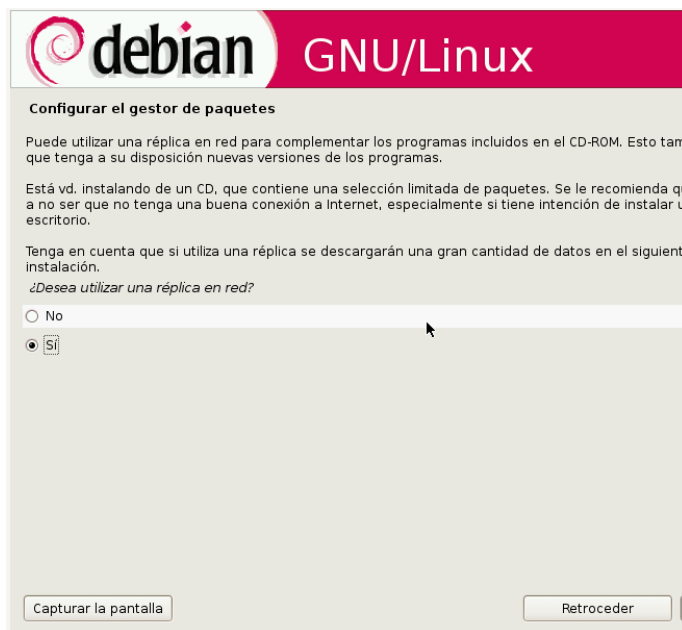 debian GNU/Linux
Configurar el gestor de paquetes
Puede utilizar una réplica en red para complementar los programas incluidos en el CD-ROM. Esto
que tenga a su disposición nuevas versiones de los programas.
Está vd. instalando de un CD, que contiene una selección limitada de paquetes. Se le recomienda
a no ser que no tenga una buena conexión a Internet, especialmente si tiene intención de instalar
escritorio.
Tenga en cuenta que si utiliza una réplica se descargarán una gran cantidad de datos en el
instalación.
¿Desea utilizar una réplica en red?
No
Sí
Capturar la pantalla
Retroceder